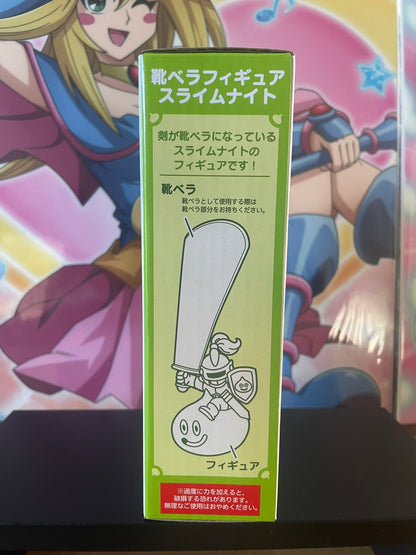 靴ベラフィギュア
スライムナイト
剣が靴ベラになっている
スライムナイトの
フィギュアです！
靴ベラ
靴ベラとして使用する際は
靴ベラ部分をお持ちください。
フィギュア
※過度に力を加えると、
破損する恐れがあります。
無理なご使用はおやめください。